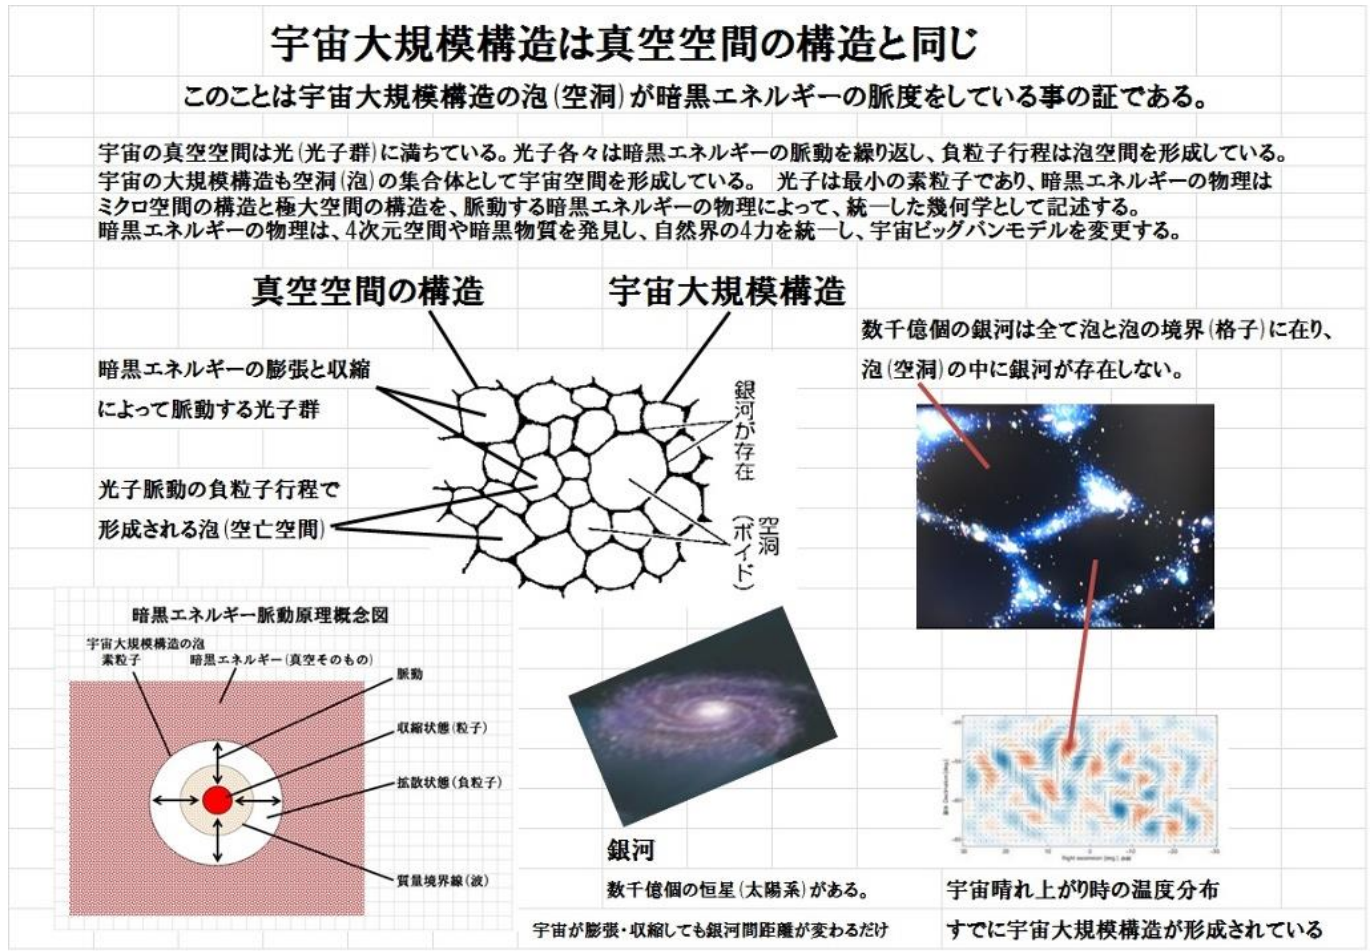 宇宙大規模構造は真空空間の構造と同じ
このことは宇宙大規模構造の泡(空洞)が暗黒エネルギーの脈度をしている事の証である。
宇宙の真空空間は光(光子群)に満ちている。光子各々は暗黒エネルギーの脈動を繰り返し、負粒子行程は泡空間を形成している。
宇宙の大規模構造も空洞(泡)の集合体として宇宙空間を形成している。 光子は最小の素粒子であり、暗黒エネルギーの物理は
ミクロ空間の構造と極大空間の構造を、脈動する暗黒エネルギーの物理によって、統一した幾何学として記述する。
暗黒エネルギーの物理は、4次元空間や暗黒物質を発見し、自然界の4力を統一し、宇宙ビッグバンモデルを変更する。
真空空間の構造
宇宙大規模構造
数千億個の銀河は全て泡と泡の境界(格子)に在り、
泡(空洞)の中に銀河が存在しない。
暗黒エネルギーの膨張と収縮
によって脈動する光子群
光子脈動の負粒子行程で
形成される泡(空亡空間)
銀河が存在
空洞
(ボイド)
暗黒エネルギー脈動原理概念図
宇宙大規模構造の泡
素粒子
暗黒エネルギー(真空そのもの)
脈動
収縮状態(粒子)
拡散状態(負粒子)
質量境界線(波)
銀河
数千億個の恒星(太陽系)がある。
宇宙が膨張・収縮しても銀河間距離が変わるだけ
Right ascension [deg.]
宇宙晴れ上がり時の温度分布
すでに宇宙大規模構造が形成されている